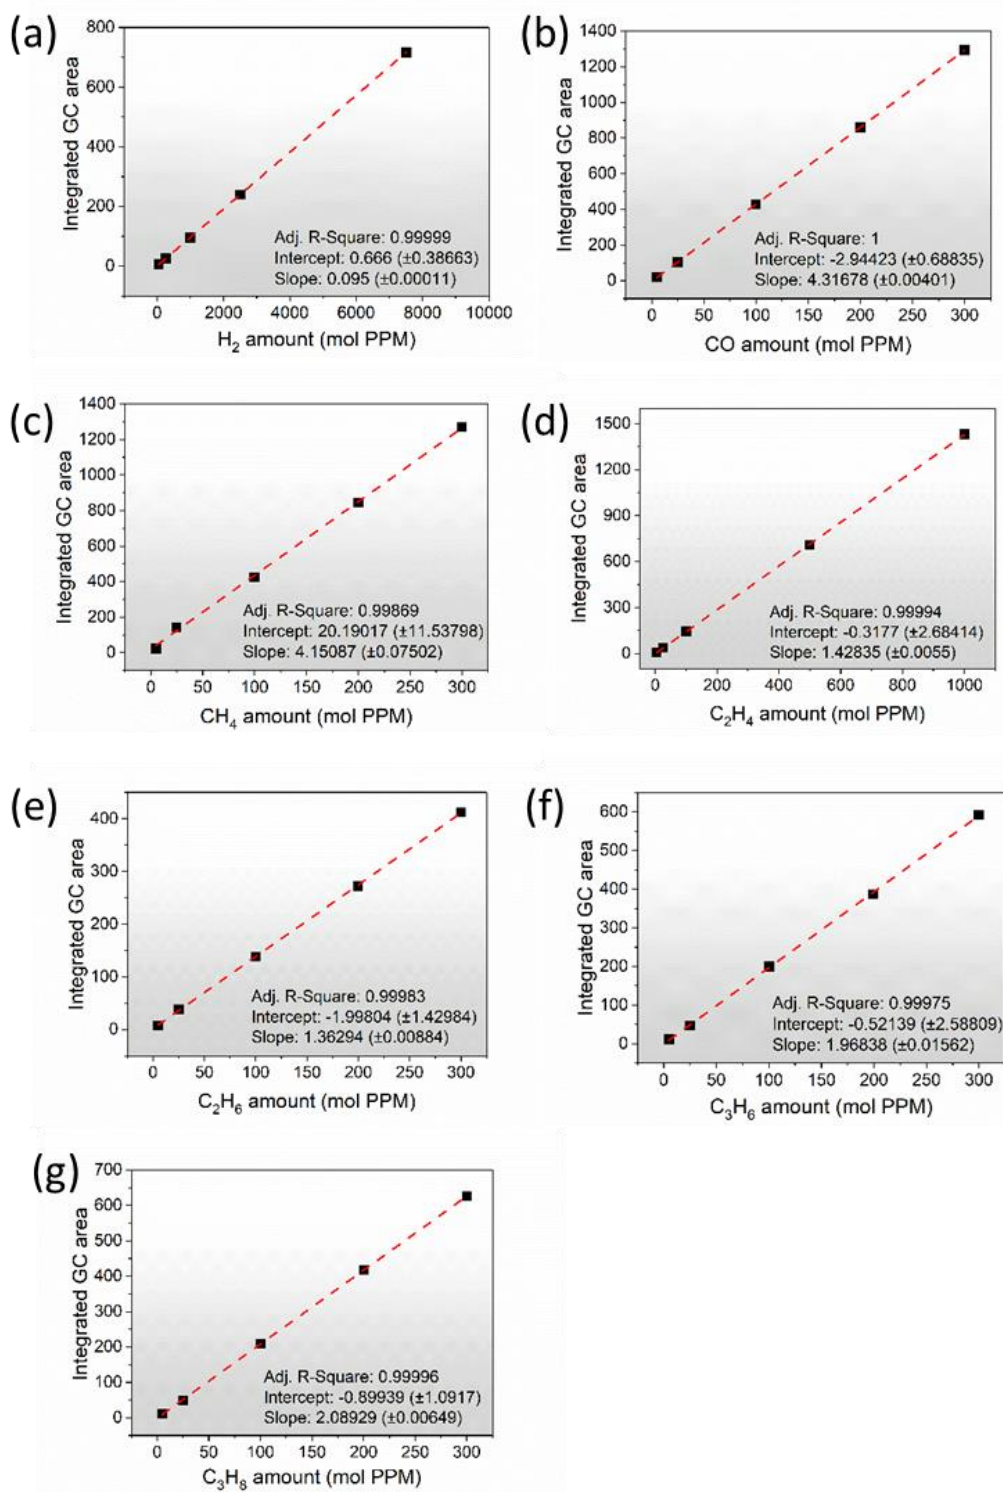 (a)
800
600
400
200
0
Integrated GC area
Adj. R-Square: 0.99999
Intercept: 0.666 (±0.38663)
Slope: 0.095 (±0.00011)
0 2000 4000 6000 8000 10000
H₂ amount (mol PPM)
(b)
1400
1200
1000
800
600
400
200
0
Integrated GC area
Adj. R-Square: 1
Intercept: -2.94423 (±0.68835)
Slope: 4.31678 (±0.00401)
0 50 100 150 200 250 300
CO amount (mol PPM)
(c)
1400
1200
1000
800
600
400
200
0
Integrated GC area
Adj. R-Square: 0.99869
Intercept: 20.19017 (±11.53798)
Slope: 4.15087 (±0.07502)
0 50 100 150 200 250 300
CH₄ amount (mol PPM)
(d)
1500
1200
900
600
300
0
Integrated GC area
Adj. R-Square: 0.99994
Intercept: -0.3177 (±2.68414)
Slope: 1.42835 (±0.0055)
0 200 400 600 800 1000
C₂H₄ amount (mol PPM)
(e)
400
300
200
100
0
Integrated GC area
Adj. R-Square: 0.99983
Intercept: -1.99804 (±1.42984)
Slope: 1.36294 (±0.00884)
0 50 100 150 200 250 300
C₂H₆ amount (mol PPM)
(f)
600
500
400
300
200
100
0
Integrated GC area
Adj. R-Square: 0.99975
Intercept: -0.52139 (±2.58809)
Slope: 1.96838 (±0.01562)
0 50 100 150 200 250 300
C₃H₆ amount (mol PPM)
(g)
700
600
500
400
300
200
100
0
Integrated GC area
Adj. R-Square: 0.99996
Intercept: -0.89939 (±1.0917)
Slope: 2.08929 (±0.00649)
0 50 100 150 200 250 300
C₃H₈ amount (mol PPM)